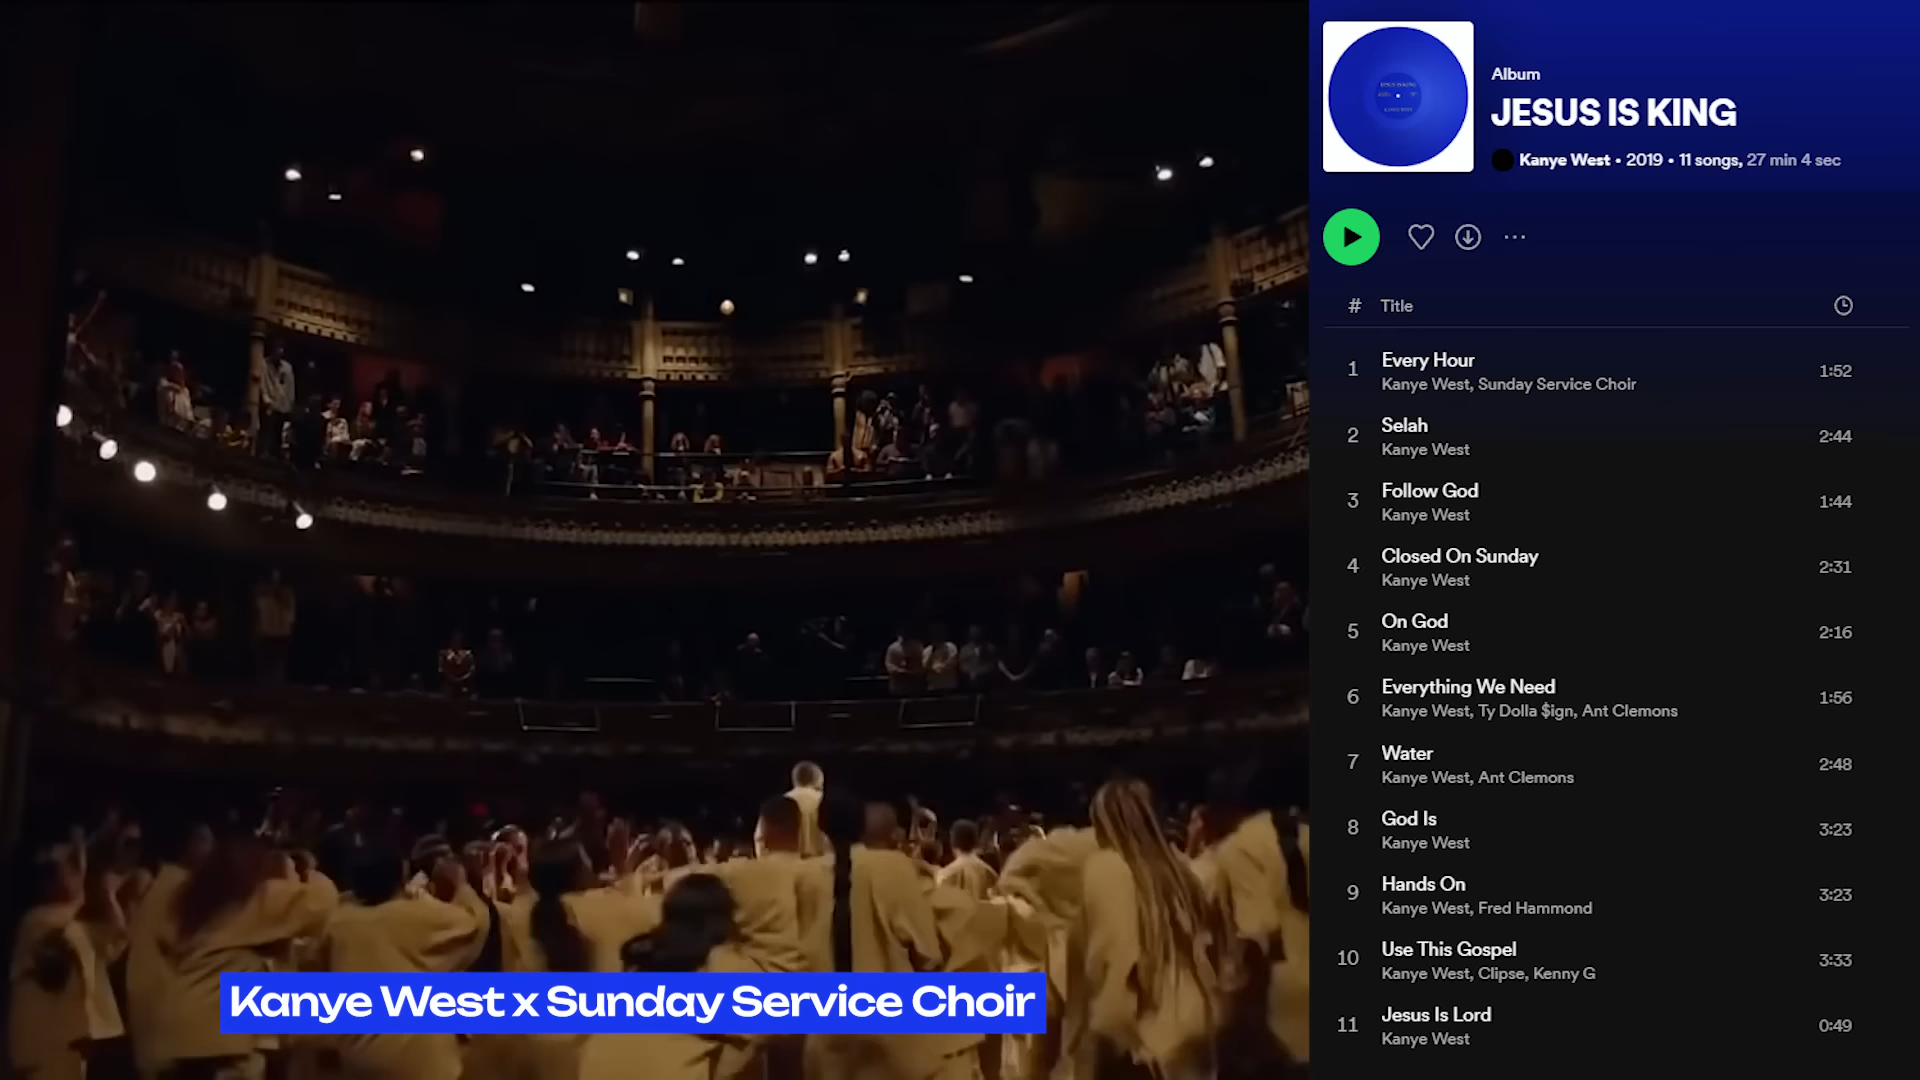 Kanye West x Sunday Service Choir
Album
JESUS IS KING
Kanye West • 2019 • 11 songs, 27 min 4 sec
# Title
1 Every Hour 1:52
Kanye West, Sunday Service Choir
2 Selah 2:44
Kanye West
3 Follow God 1:44
Kanye West
4 Closed On Sunday 2:31
Kanye West
5 On God 2:16
Kanye West
6 Everything We Need 1:56
Kanye West, Ty Dolla $ign, Ant Clemons
7 Water 2:48
Kanye West, Ant Clemons
8 God Is 3:23
Kanye West
9 Hands On 3:23
Kanye West, Fred Hammond
10 Use This Gospel 3:33
Kanye West, Clipse, Kenny G
11 Jesus Is Lord 0:49
Kanye West